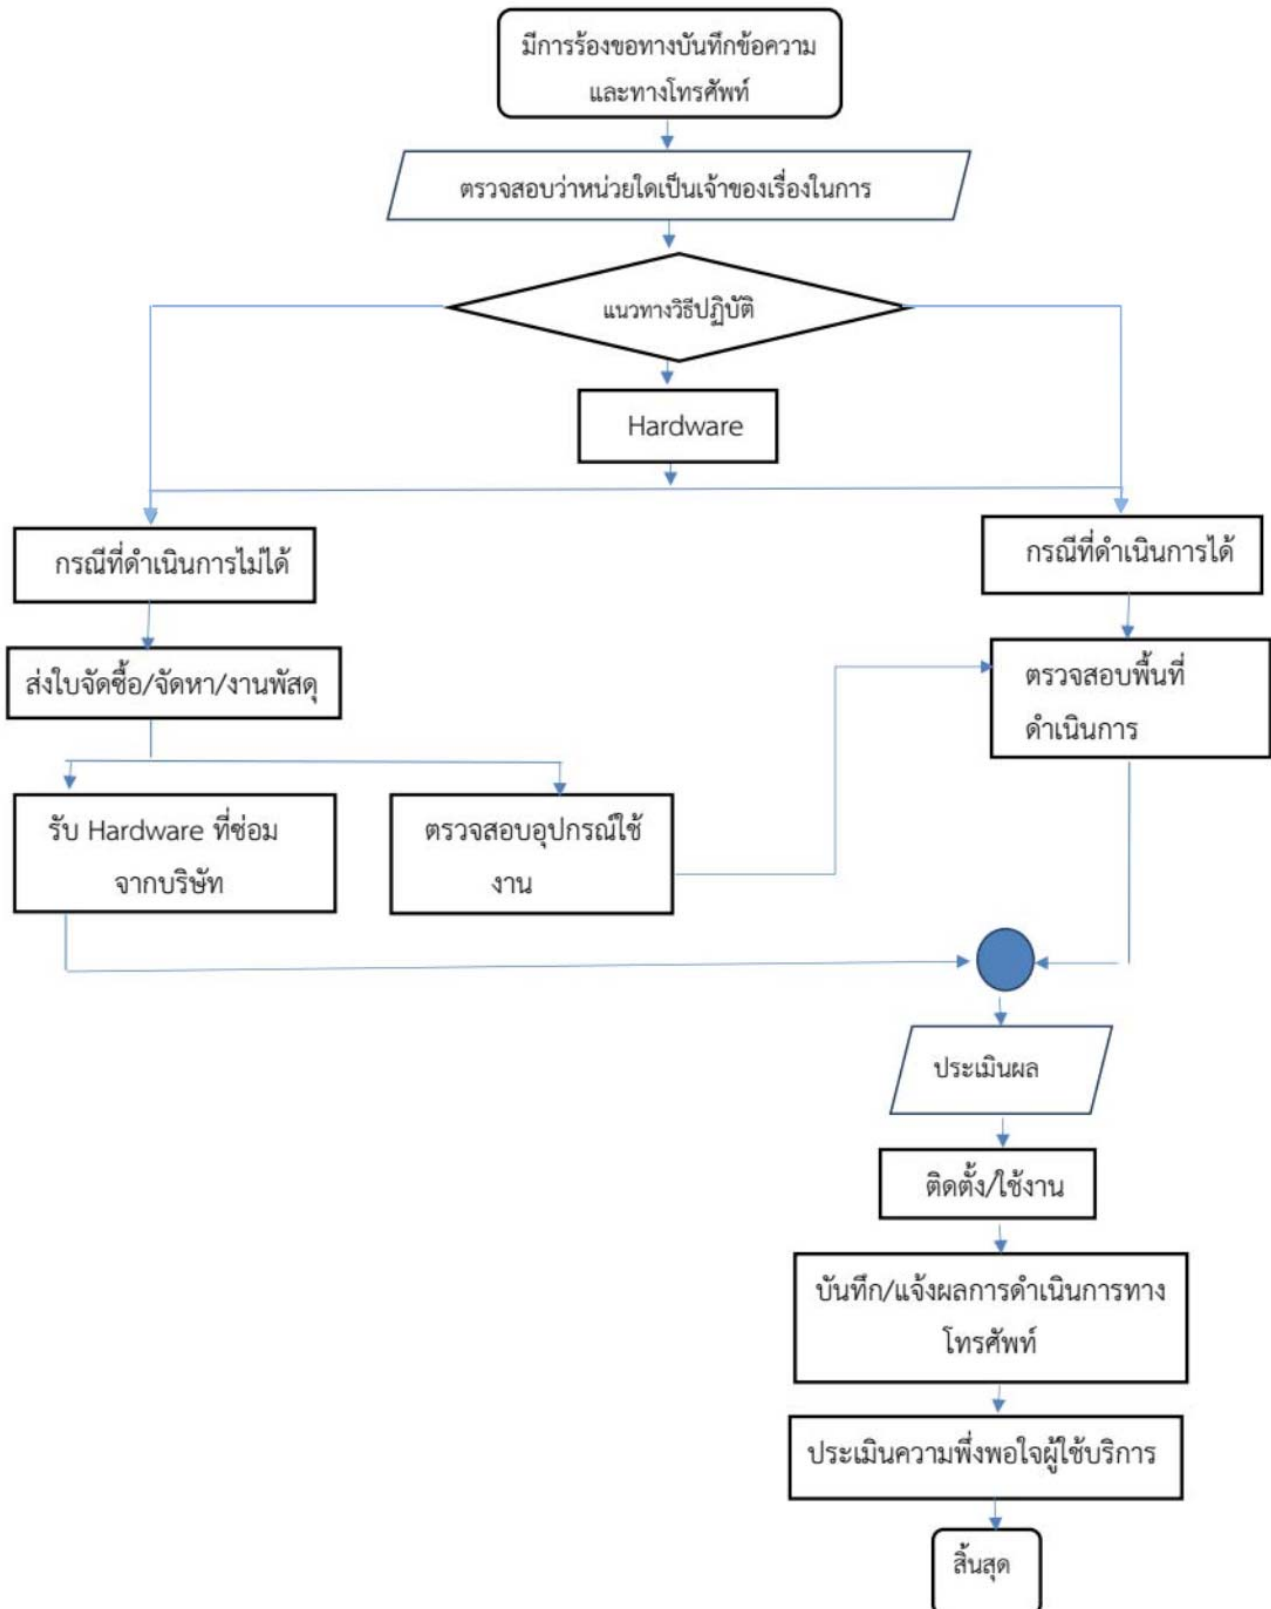 มีการร้องขอทางบันทึกข้อความ
และทางโทรศัพท์
ตรวจสอบว่าหน่วยใดเป็นเจ้าของเรื่องในการ
แนวทางวิธีปฏิบัติ
Hardware
กรณีที่ดำเนินการไม่ได้
กรณีที่ดำเนินการได้
ส่งใบจัดซื้อ/จัดหา/งานพัสดุ
ตรวจสอบพื้นที่
ดำเนินการ
รับ Hardware ที่ซ่อม
จากบริษัท
ตรวจสอบอุปกรณ์ใช้
งาน
ประเมินผล
ติดตั้ง/ใช้งาน
บันทึก/แจ้งผลการดำเนินการทาง
โทรศัพท์
ประเมินความพึ่งพอใจผู้ใช้บริการ
สิ้นสุด